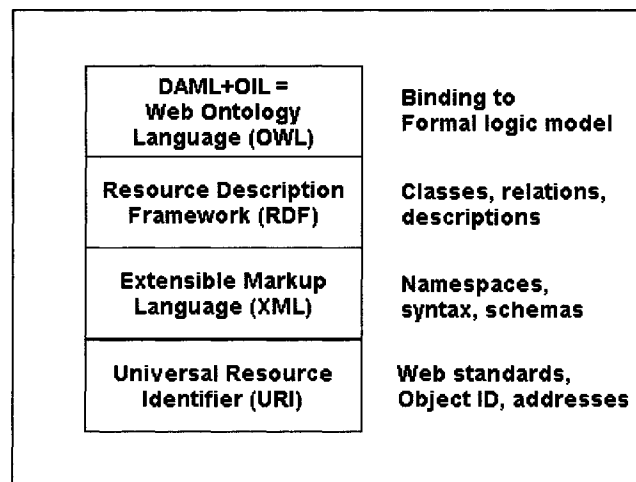 DAML+OIL =
Web Ontology
Language (OWL)
Binding to
Formal logic model
Resource Description
Framework (RDF)
Classes, relations,
descriptions
Extensible Markup
Language (XML)
Namespaces,
syntax, schemas
Universal Resource
Identifier (URI)
Web standards,
Object ID, addresses